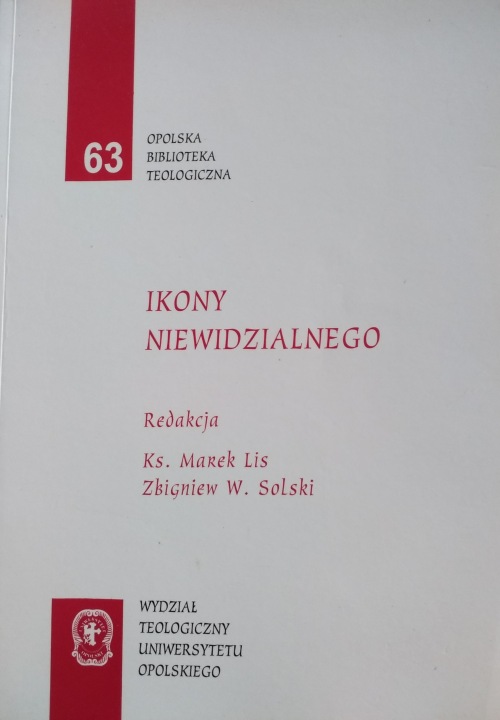 63
OPOLSKA
BIBLIOTEKA
TEOLOGICZNA
IKONY
NIEWIDZIALNEGO
Redakcja
Ks. Marek Lis
Zbigniew W. Solski
WYDZIAŁ
TEOLOGICZNY
UNIWERSYTETU
OPOLSKIEGO